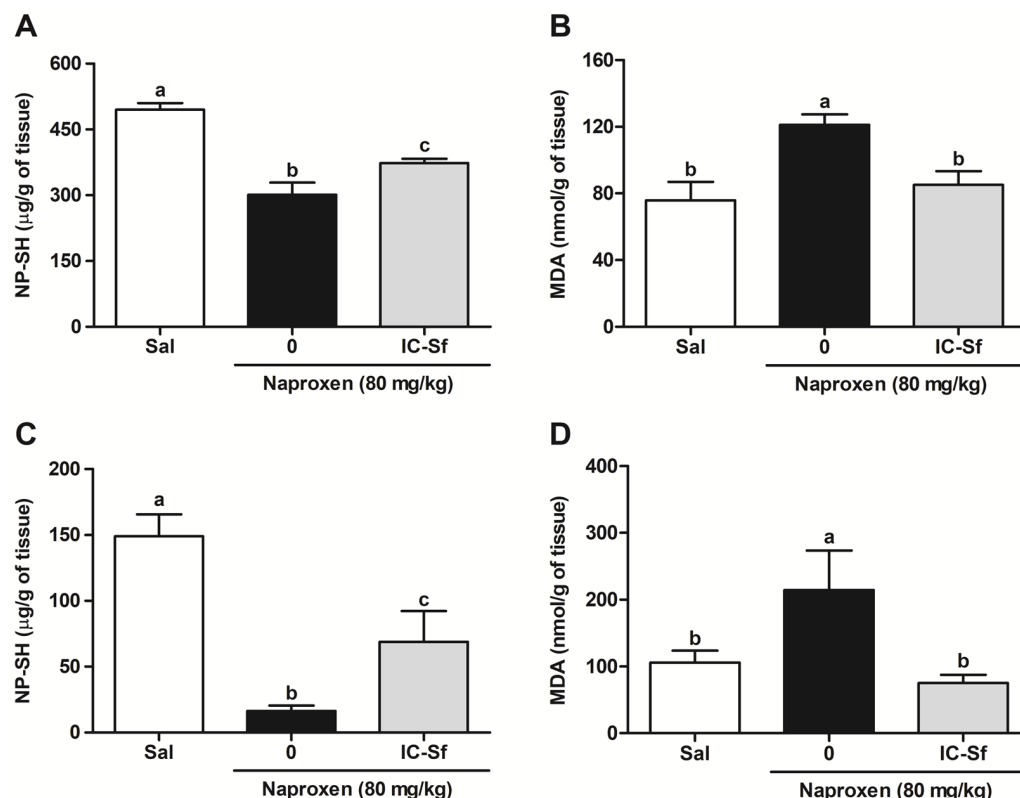 A
NP-SH (μg/g of tissue)
600
450
300
150
0
a
b
c
Sal
0
IC-Sf
Naproxen (80 mg/kg)
B
MDA (nmol/g of tissue)
160
120
80
40
0
b
a
b
Sal
0
IC-Sf
Naproxen (80 mg/kg)
C
NP-SH (μg/g of tissue)
200
150
100
50
0
a
b
c
Sal
0
IC-Sf
Naproxen (80 mg/kg)
D
MDA (nmol/g of tissue)
400
300
200
100
0
b
a
b
Sal
0
IC-Sf
Naproxen (80 mg/kg)